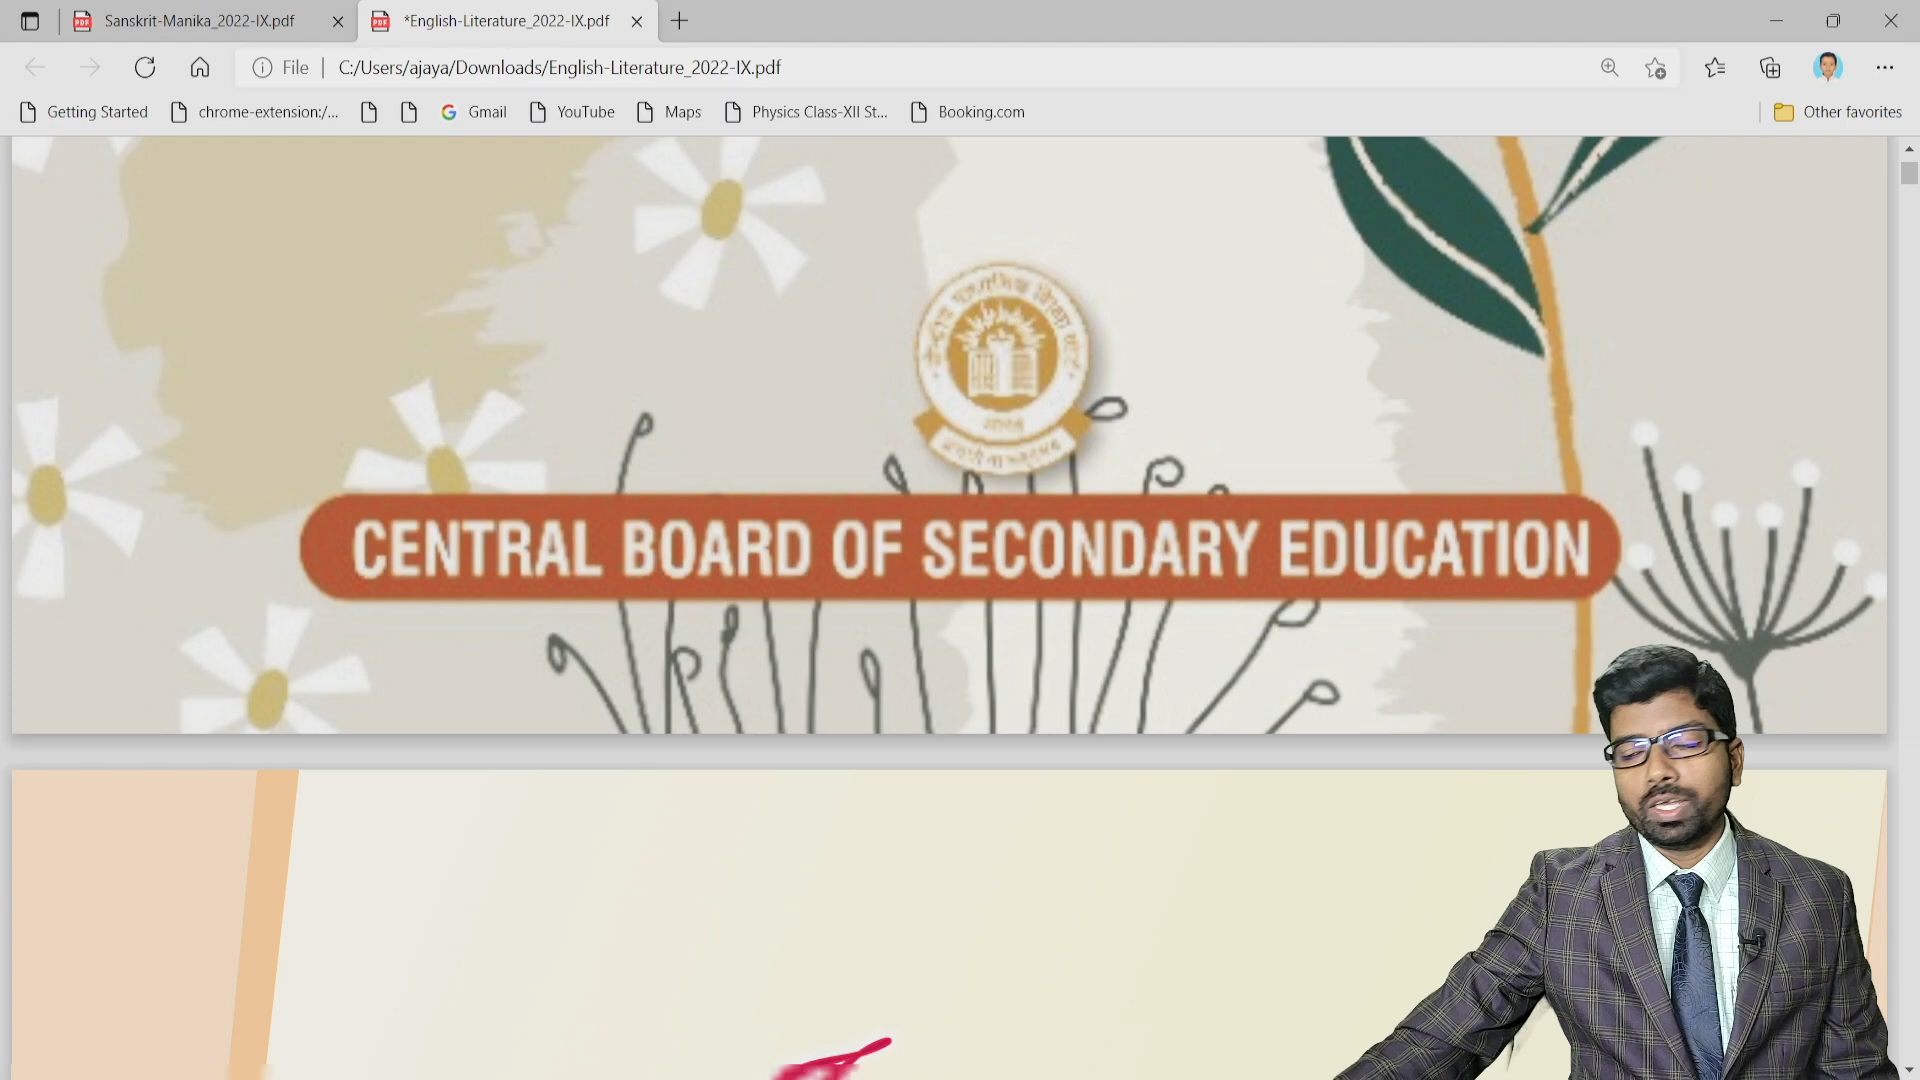 Sanskrit-Manika_2022-IX.pdf
*English-Literature_2022-IX.pdf
File
C:/Users/ajaya/Downloads/English-Literature_2022-IX.pdf
Getting Started
chrome-extension:/...
Gmail
YouTube
Maps
Physics Class-XII St...
Booking.com
Other favorites
भारत
CENTRAL BOARD OF SECONDARY EDUCATION